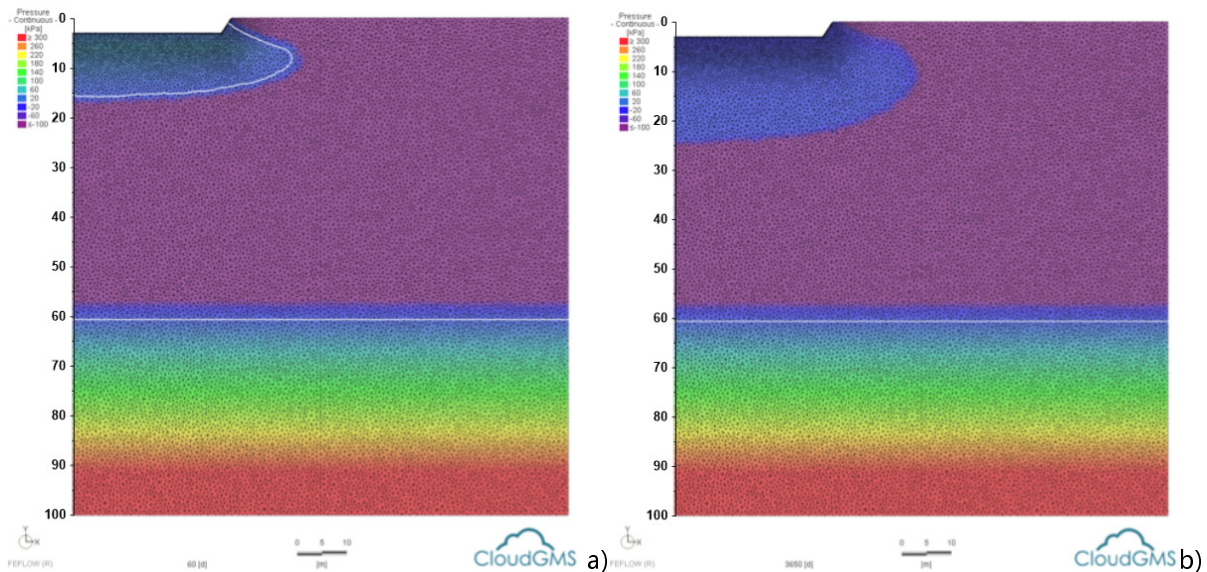 Pressure
- Continuous -
[kPa]
≥ 300
260
220
180
140
100
60
20
-20
-60
≤-100
0
10
20
30
40
50
60
70
80
90
100
Y
X
FEFLOW (R)
60 [d]
0 5 10
[m]
CloudGMS
a)
Pressure
- Continuous -
[kPa]
≥ 300
260
220
180
140
100
60
20
-20
-60
≤-100
0
10
20
30
40
50
60
70
80
90
100
Y
X
FEFLOW (R)
3650 [d]
0 5 10
[m]
CloudGMS
b)